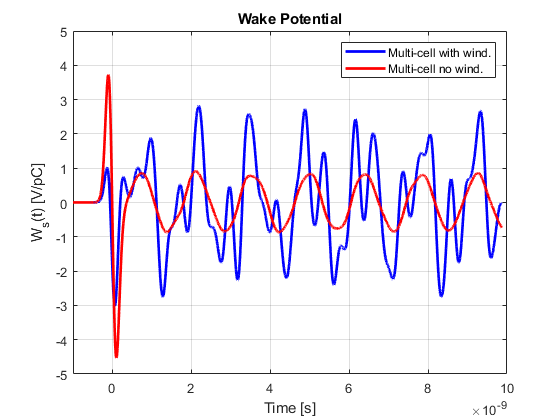 Wake Potential
Multi-cell with wind.
Multi-cell no wind.
W_s(t) [V/pC]
5
4
3
2
1
0
-1
-2
-3
-4
-5
0 2 4 6 8 10
Time [s]
×10^-9